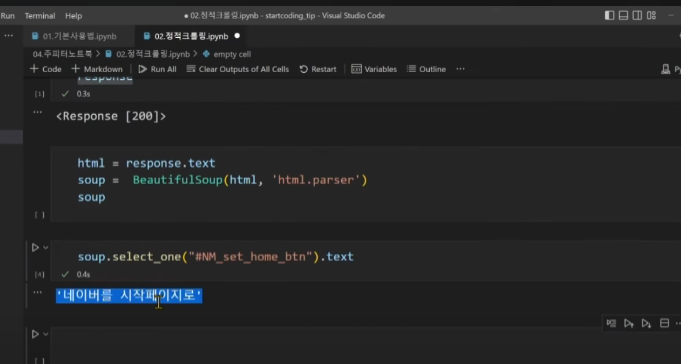 Run Terminal Help 02.정적크롤링.ipynb - startcoding_tip - Visual Studio Code
··· 01.기본사용법.ipynb 02.정적크롤링.ipynb ●
04.주피터노트북 > 02.정적크롤링.ipynb > empty cell
+ Code + Markdown Run All Clear Outputs of All Cells Restart Variables Outline ··· Py
response
[1] ✓ 0.3s
··· <Response [200]>
html = response.text
soup = BeautifulSoup(html, 'html.parser')
soup
[ ]
soup.select_one("#NM_set_home_btn").text
✓ 0.4s
··· '네이버를 시작페이지로'
[ ]